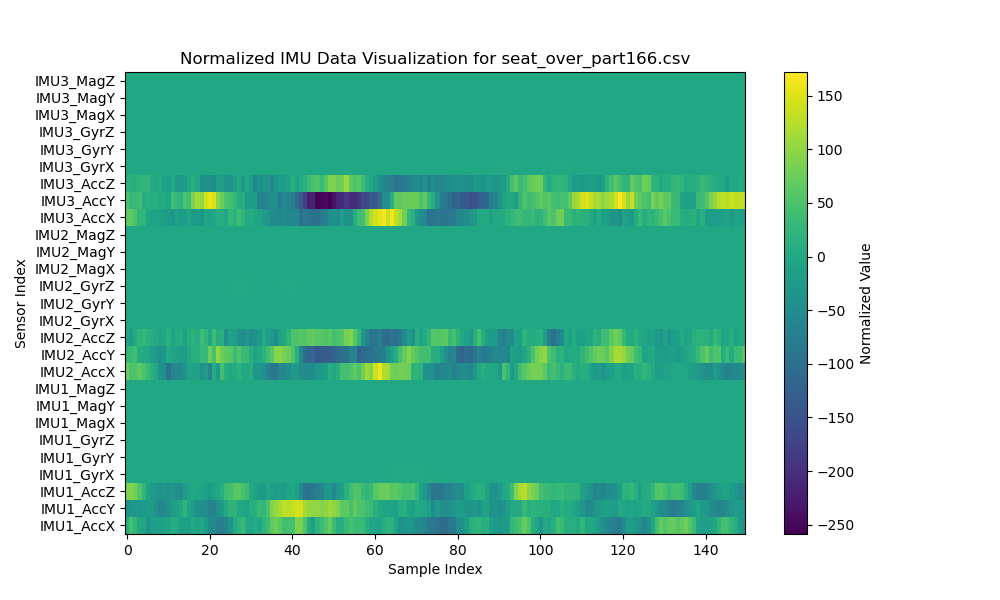 Normalized IMU Data Visualization for seat_over_part166.csv
IMU3_MagZ
IMU3_MagY
IMU3_MagX
IMU3_GyrZ
IMU3_GyrY
IMU3_GyrX
IMU3_AccZ
IMU3_AccY
IMU3_AccX
IMU2_MagZ
IMU2_MagY
IMU2_MagX
IMU2_GyrZ
IMU2_GyrY
IMU2_GyrX
IMU2_AccZ
IMU2_AccY
IMU2_AccX
IMU1_MagZ
IMU1_MagY
IMU1_MagX
IMU1_GyrZ
IMU1_GyrY
IMU1_GyrX
IMU1_AccZ
IMU1_AccY
IMU1_AccX
Sensor Index
0 20 40 60 80 100 120 140
Sample Index
150
100
50
0
−50
−100
−150
−200
−250
Normalized Value